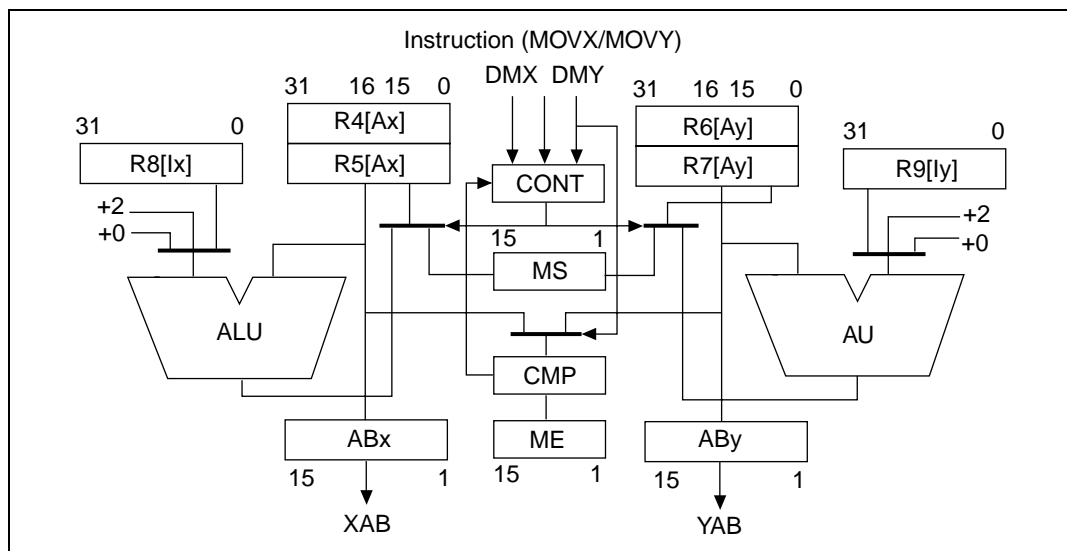 Instruction (MOVX/MOVY)
DMX DMY
31 16 15 0
31 16 15 0
R4[Ax]
R6[Ay]
31 0
31 0
R8[Ix]
R5[Ax]
R7[Ay]
R9[Iy]
CONT
+2
+2
+0
+0
15 1
MS
ALU
AU
CMP
ABx
ME
ABy
15 1
15 1
15 1
XAB
YAB